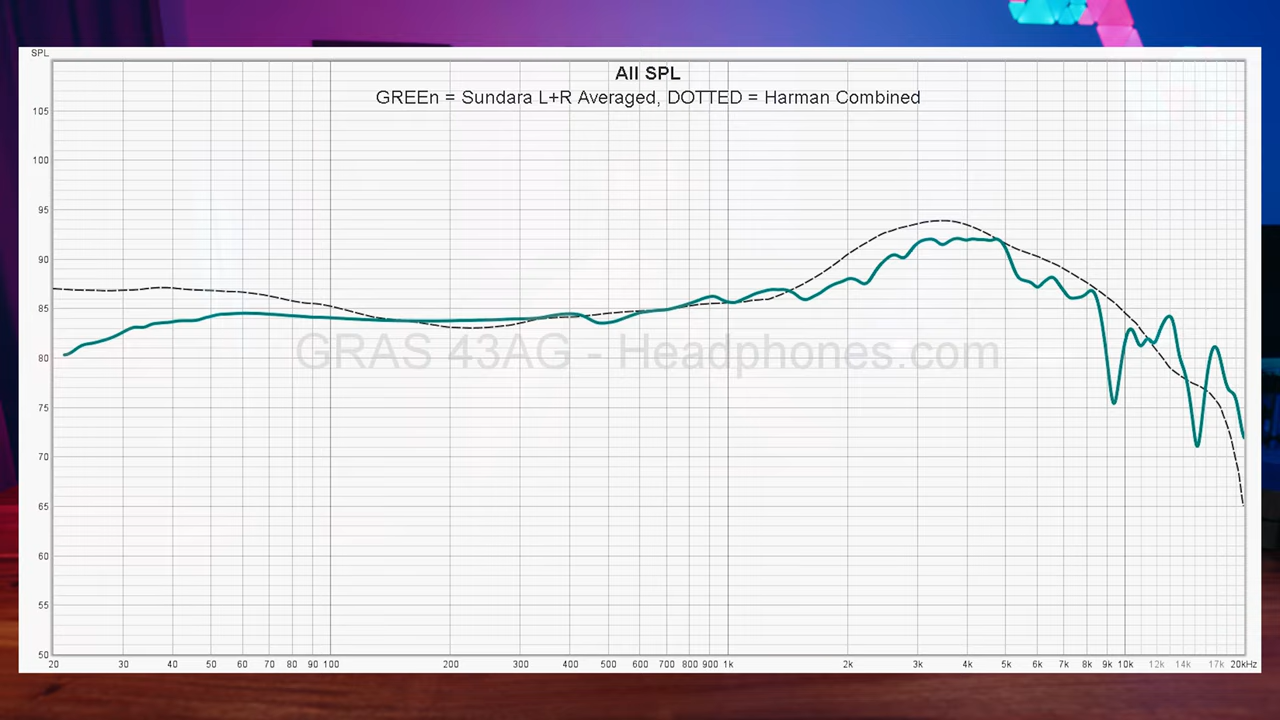 SPL
All SPL
GREEn = Sundara L+R Averaged, DOTTED = Harman Combined
105
100
95
90
85
GRAS 43AG - Headphones.com
80
75
70
65
60
55
50
20 30 40 50 60 70 80 90 100 200 300 400 500 600 700 800 900 1k 2k 3k 4k 5k 6k 7k 8k 9k 10k 12k 14k 17k 20kHz